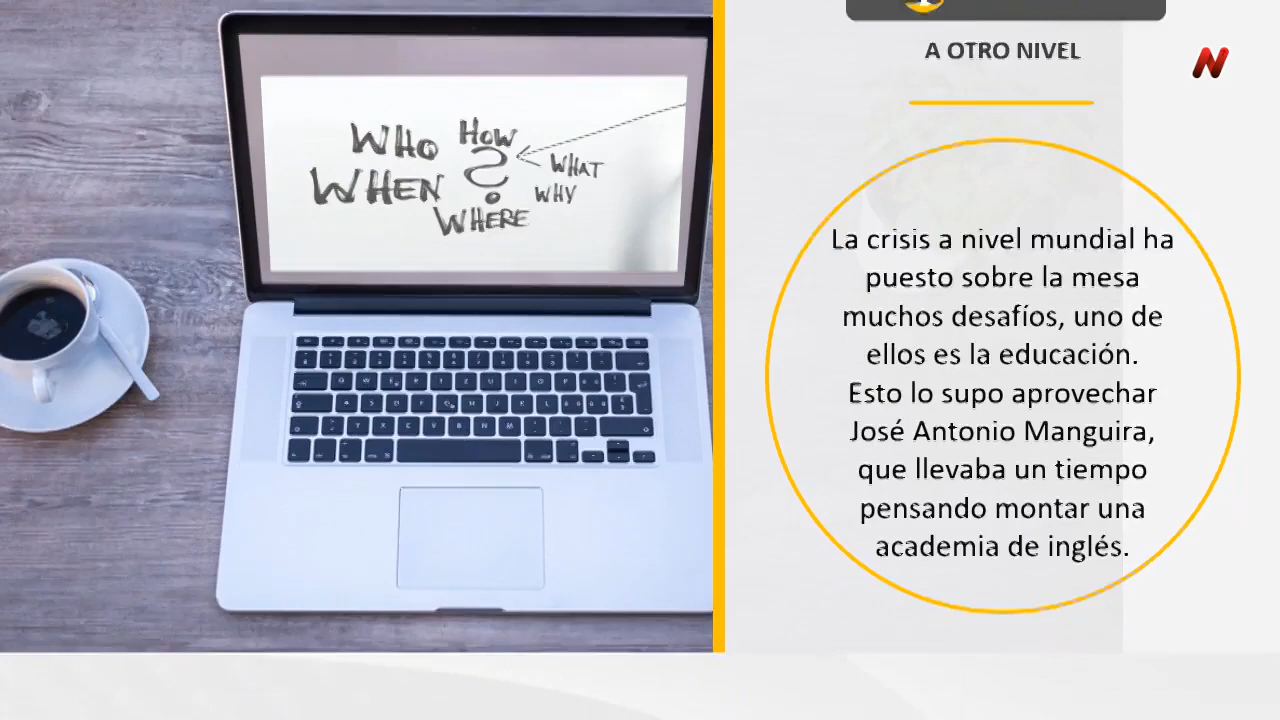 WHO
HOW
WHAT
WHEN
WHY
?
WHERE
A OTRO NIVEL
N
La crisis a nivel mundial ha
puesto sobre la mesa
muchos desafíos, uno de
ellos es la educación.
Esto lo supo aprovechar
José Antonio Manguira,
que llevaba un tiempo
pensando montar una
academia de inglés.